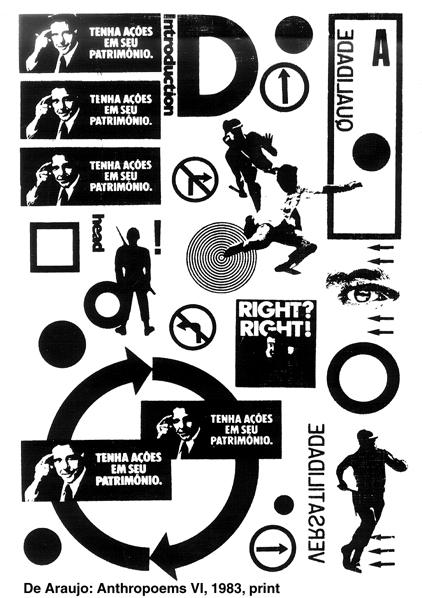 TENHA AÇÕES
EM SEU
PATRIMÔNIO.
Introduction
D
A
QUALIDADE
TENHA AÇÕES
EM SEU
PATRIMÔNIO.
TENHA AÇÕES
EM SEU
PATRIMÔNIO.
head
!
RIGHT?
RIGHT!
TENHA AÇÕES
EM SEU
PATRIMÔNIO.
TENHA AÇÕES
EM SEU
PATRIMÔNIO.
VERSATILIDADE
De Araujo: Anthropoems VI, 1983, print